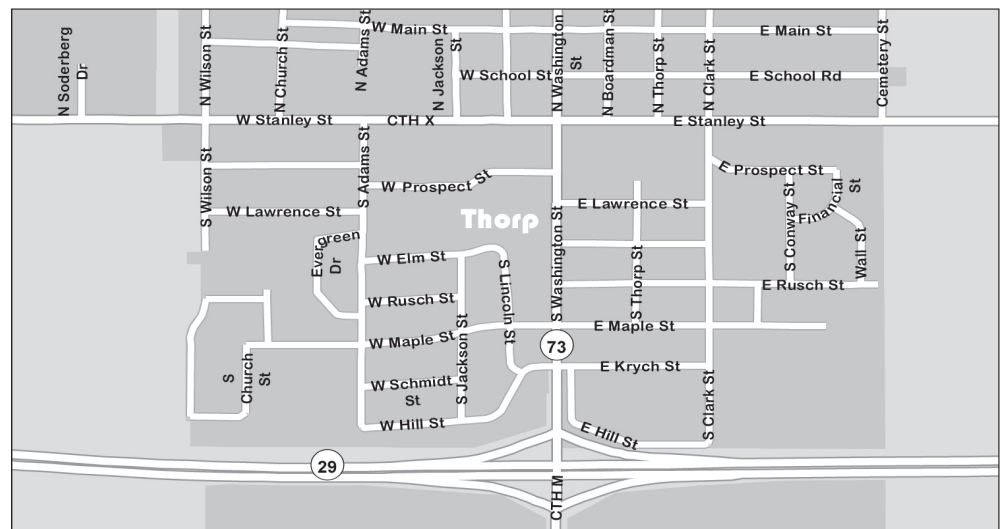 N Soderberg
Dr
N Wilson St
N Church St
N Adams St
W Main St
N Jackson
St
W School St
N Washington
St
N Boardman St
N Thorp St
N Clark St
E Main St
E School Rd
Cemetery St
W Stanley St
CTH X
E Stanley St
S Wilson St
S Adams St
W Prospect St
E Prospect St
W Lawrence St
Thorp
E Lawrence St
S Conway St
Financial
St
Wall St
Evergreen
Dr
W Elm St
S Lincoln St
S Washington St
S Thorp St
E Rusch St
W Rusch St
S Jackson St
W Maple St
E Maple St
73
S
Church
St
W Schmidt
St
E Krych St
S Clark St
W Hill St
E Hill St
29
CTH M